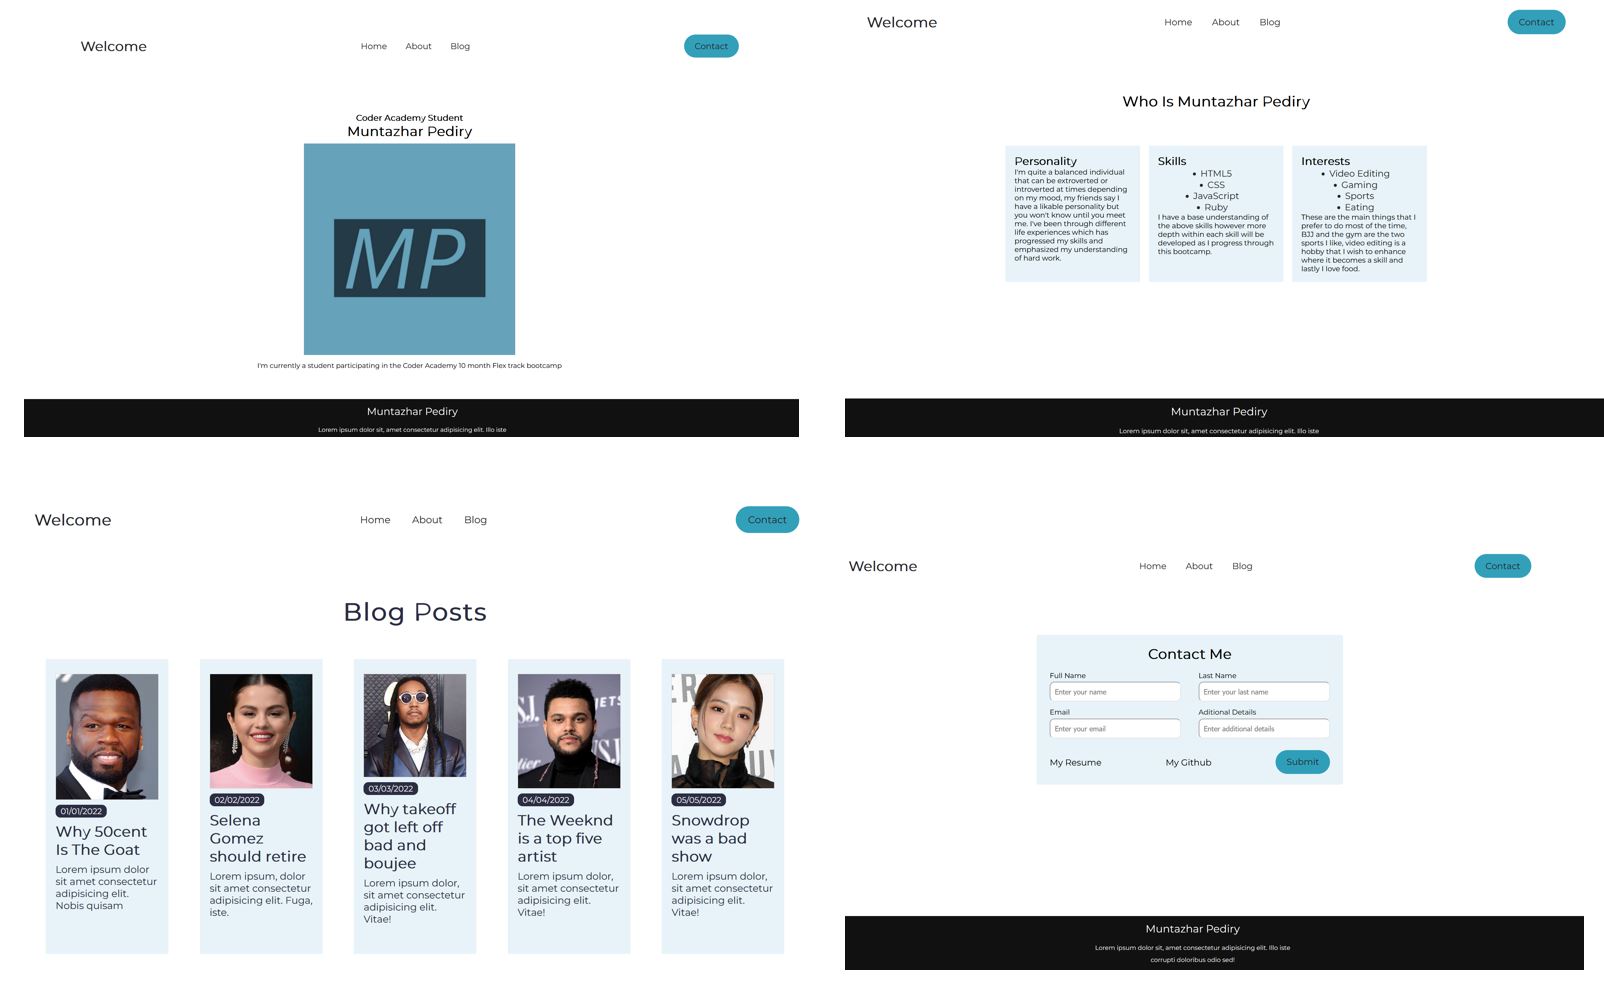 Welcome
Home About Blog
Contact
Coder Academy Student
Muntazhar Pediry
MP
I'm currently a student participating in the Coder Academy 10 month Flex track bootcamp
Muntazhar Pediry
Lorem ipsum dolor sit, amet consectetur adipisicing elit. Illo iste
Welcome
Home About Blog
Contact
Who Is Muntazhar Pediry
Personality
I'm quite a balanced individual
that can be extroverted or
introverted at times depending
on my mood, my friends say I
have a likable personality but
you won't know until you meet
me. I've been through different
life experiences which has
progressed my skills and
emphasized my understanding
of hard work.
Skills
• HTML5
• CSS
• JavaScript
• Ruby
I have a base understanding of
the above skills however more
depth within each skill will be
developed as I progress through
this bootcamp.
Interests
• Video Editing
• Gaming
• Sports
• Eating
These are the main things that I
prefer to do most of the time,
BJJ and the gym are the two
sports I like, video editing is a
hobby that I wish to enhance
where it becomes a skill and
lastly I love food.
Muntazhar Pediry
Lorem ipsum dolor sit, amet consectetur adipisicing elit. Illo iste
Welcome
Home About Blog
Contact
Blog Posts
01/01/2022
Why 50cent
Is The Goat
Lorem ipsum dolor
sit amet consectetur
adipisicing elit.
Nobis quisam
02/02/2022
Selena
Gomez
should retire
Lorem ipsum, dolor
sit amet consectetur
adipisicing elit. Fuga,
iste.
03/03/2022
Why takeoff
got left off
bad and
boujee
Lorem ipsum dolor,
sit amet consectetur
adipisicing elit.
Vitae!
04/04/2022
The Weeknd
is a top five
artist
Lorem ipsum dolor,
sit amet consectetur
adipisicing elit.
Vitae!
05/05/2022
Snowdrop
was a bad
show
Lorem ipsum dolor,
sit amet consectetur
adipisicing elit.
Vitae!
Welcome
Home About Blog
Contact
Contact Me
Full Name
Enter your name
Last Name
Enter your last name
Email
Enter your email
Aditional Details
Enter additional details
My Resume
My Github
Submit
Muntazhar Pediry
Lorem ipsum dolor sit, amet consectetur adipisicing elit. Illo iste
corrupti doloribus odio sed!